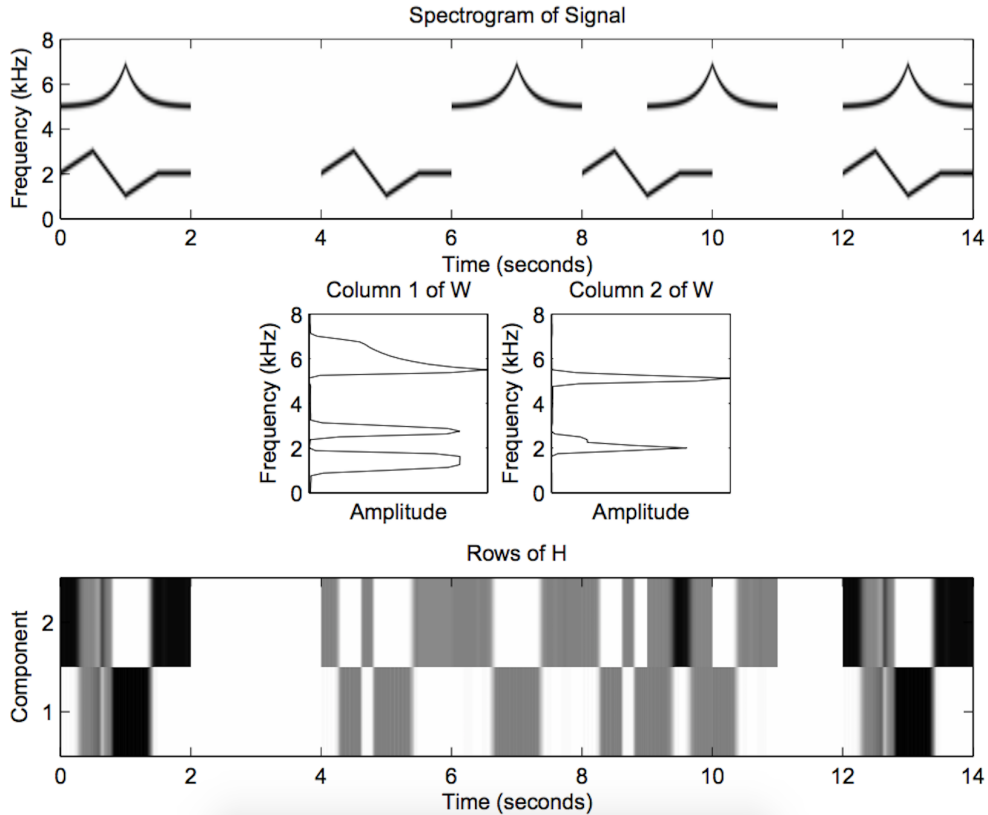 Spectrogram of Signal
8
6
4
2
0
Frequency (kHz)
0 2 4 6 8 10 12 14
Time (seconds)
Column 1 of W
Column 2 of W
8
6
4
2
0
Frequency (kHz)
Amplitude
8
6
4
2
0
Frequency (kHz)
Amplitude
Rows of H
2
1
Component
0 2 4 6 8 10 12 14
Time (seconds)